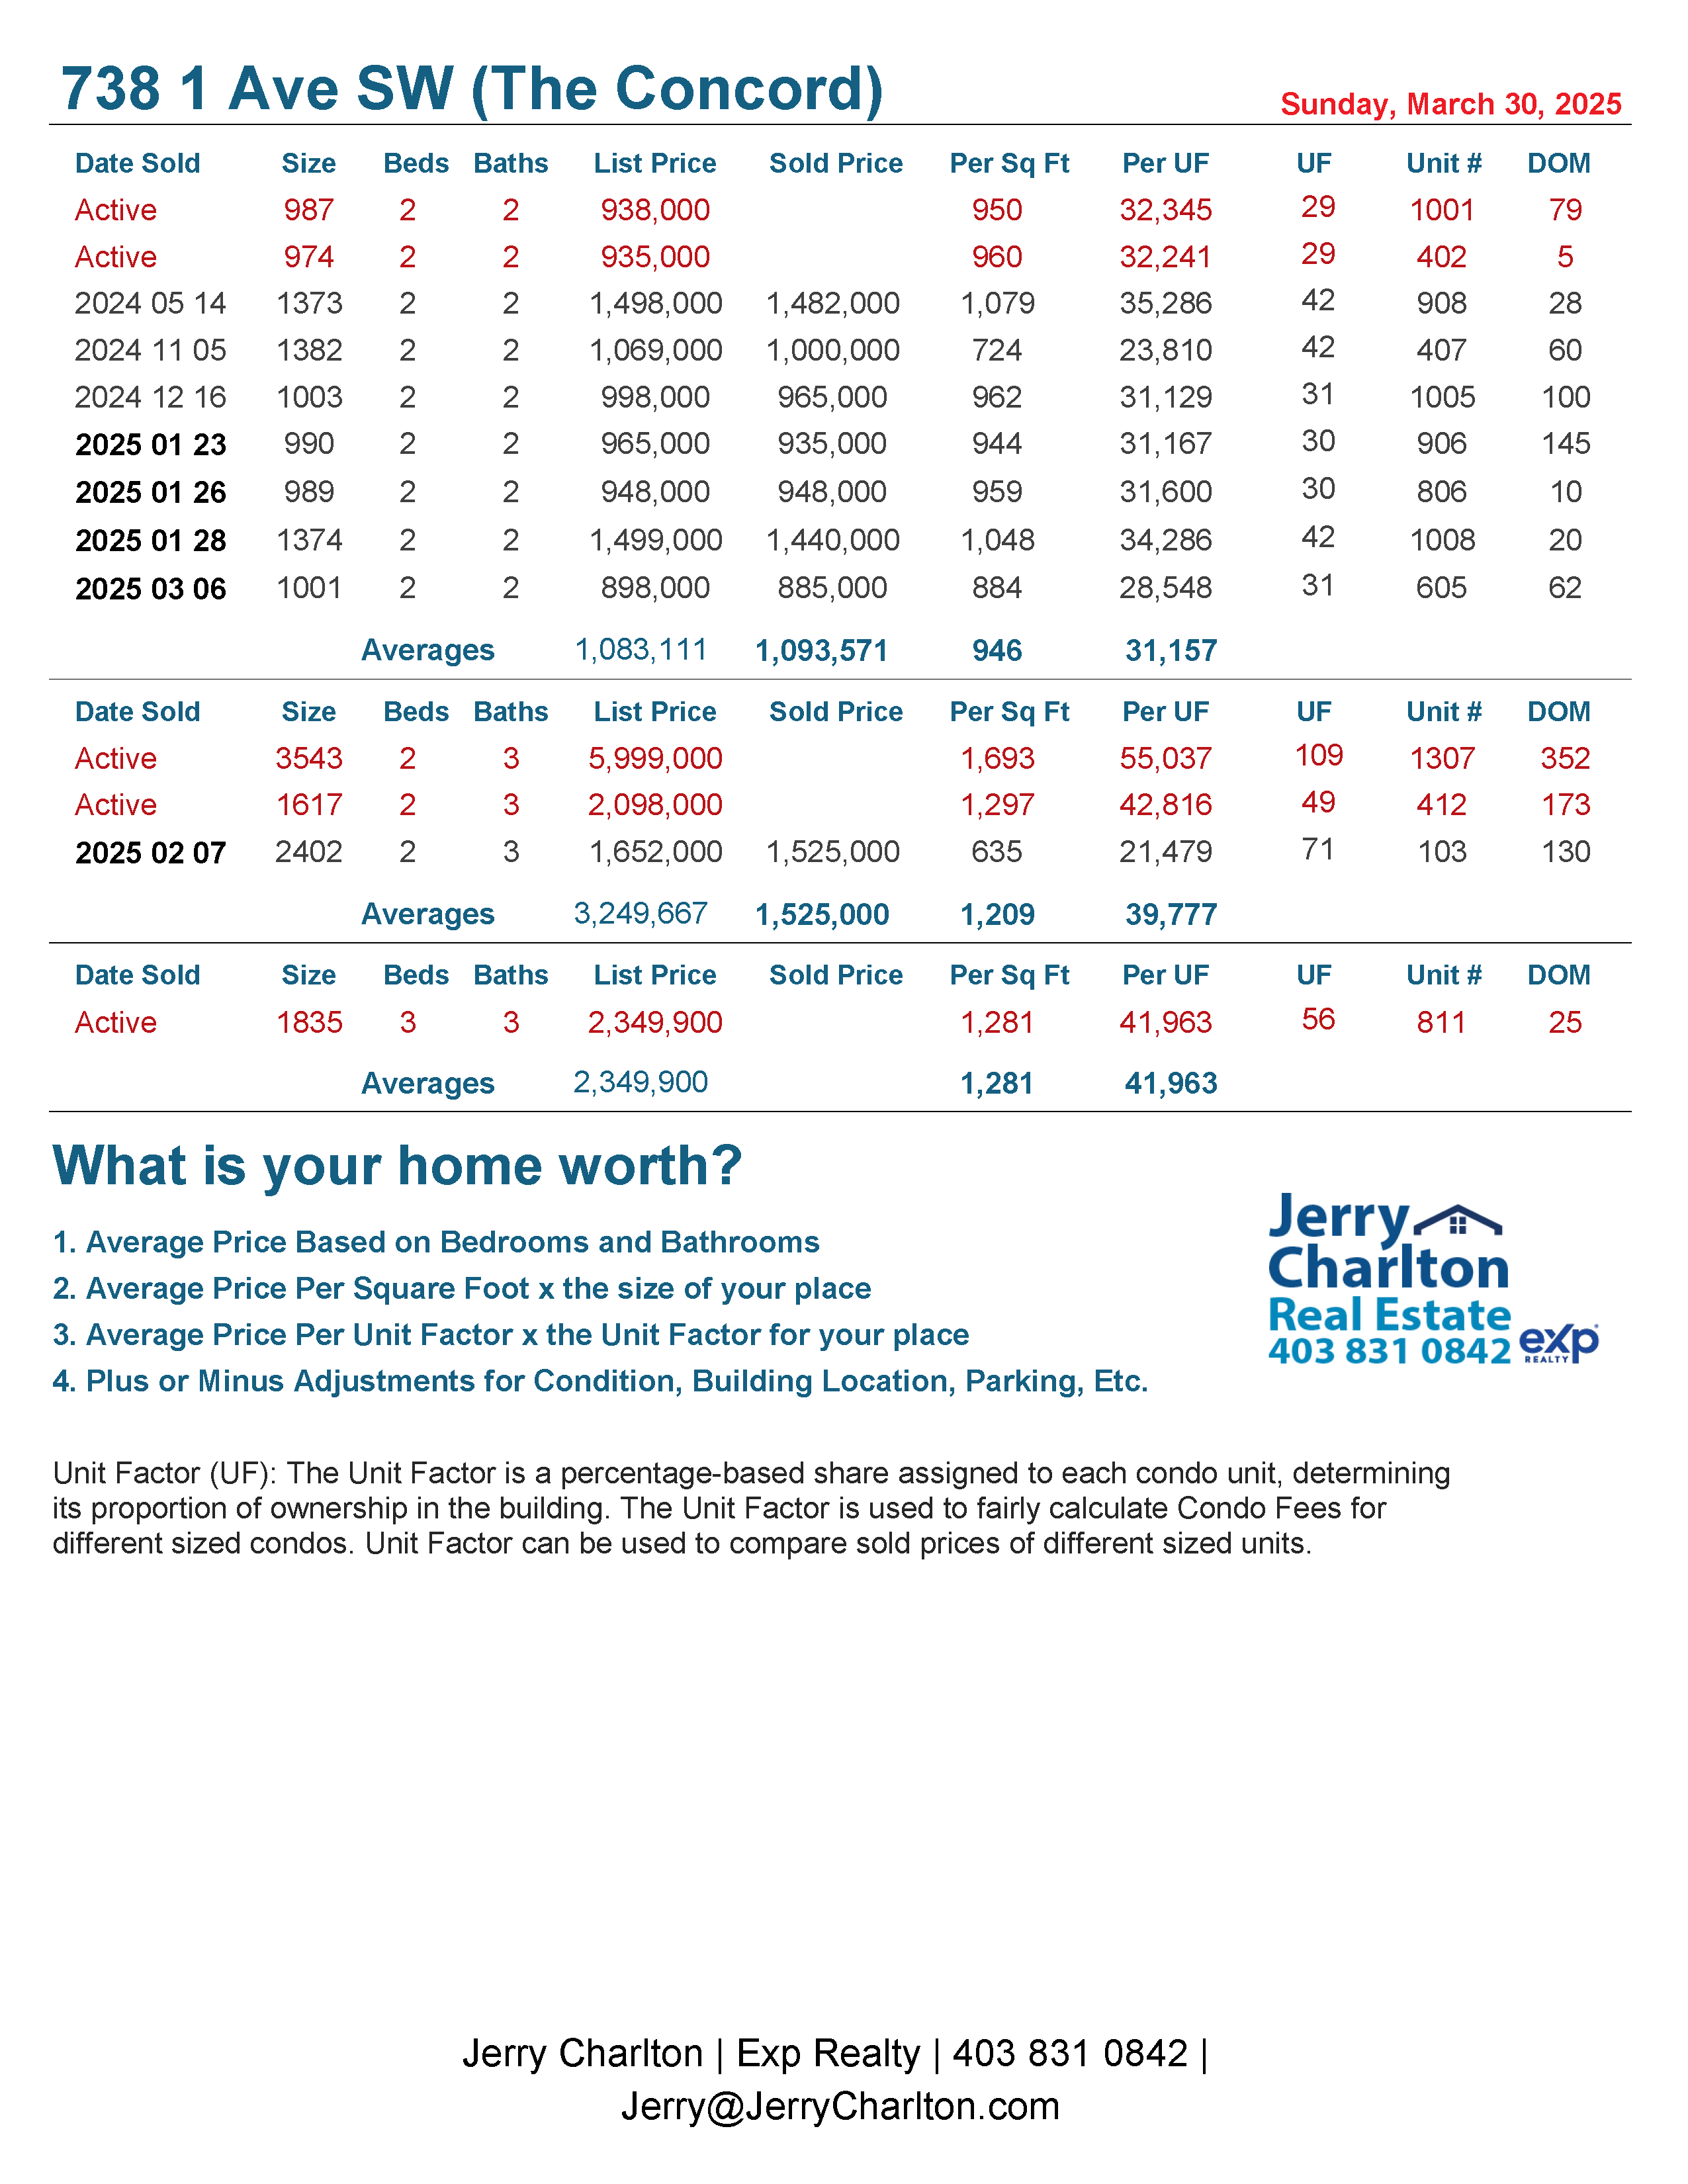 738 1 Ave SW (The Concord)
Sunday, March 30, 2025
Date Sold Size Beds Baths List Price Sold Price Per Sq Ft Per UF UF Unit # DOM
Active 987 2 2 938,000 950 32,345 29 1001 79
Active 974 2 2 935,000 960 32,241 29 402 5
2024 05 14 1373 2 2 1,498,000 1,482,000 1,079 35,286 42 908 28
2024 11 05 1382 2 2 1,069,000 1,000,000 724 23,810 42 407 60
2024 12 16 1003 2 2 998,000 965,000 962 31,129 31 1005 100
2025 01 23 990 2 2 965,000 935,000 944 31,167 30 906 145
2025 01 26 989 2 2 948,000 948,000 959 31,600 30 806 10
2025 01 28 1374 2 2 1,499,000 1,440,000 1,048 34,286 42 1008 20
2025 03 06 1001 2 2 898,000 885,000 884 28,548 31 605 62
Averages 1,083,111 1,093,571 946 31,157
Date Sold Size Beds Baths List Price Sold Price Per Sq Ft Per UF UF Unit # DOM
Active 3543 2 3 5,999,000 1,693 55,037 109 1307 352
Active 1617 2 3 2,098,000 1,297 42,816 49 412 173
2025 02 07 2402 2 3 1,652,000 1,525,000 635 21,479 71 103 130
Averages 3,249,667 1,525,000 1,209 39,777
Date Sold Size Beds Baths List Price Sold Price Per Sq Ft Per UF UF Unit # DOM
Active 1835 3 3 2,349,900 1,281 41,963 56 811 25
Averages 2,349,900 1,281 41,963
What is your home worth?
1. Average Price Based on Bedrooms and Bathrooms
2. Average Price Per Square Foot x the size of your place
3. Average Price Per Unit Factor x the Unit Factor for your place
4. Plus or Minus Adjustments for Condition, Building Location, Parking, Etc.
Jerry
Charlton
Real Estate
403 831 0842
exp
REALTY
Unit Factor (UF): The Unit Factor is a percentage-based share assigned to each condo unit, determining
its proportion of ownership in the building. The Unit Factor is used to fairly calculate Condo Fees for
different sized condos. Unit Factor can be used to compare sold prices of different sized units.
Jerry Charlton | Exp Realty | 403 831 0842 |
Jerry@JerryCharlton.com